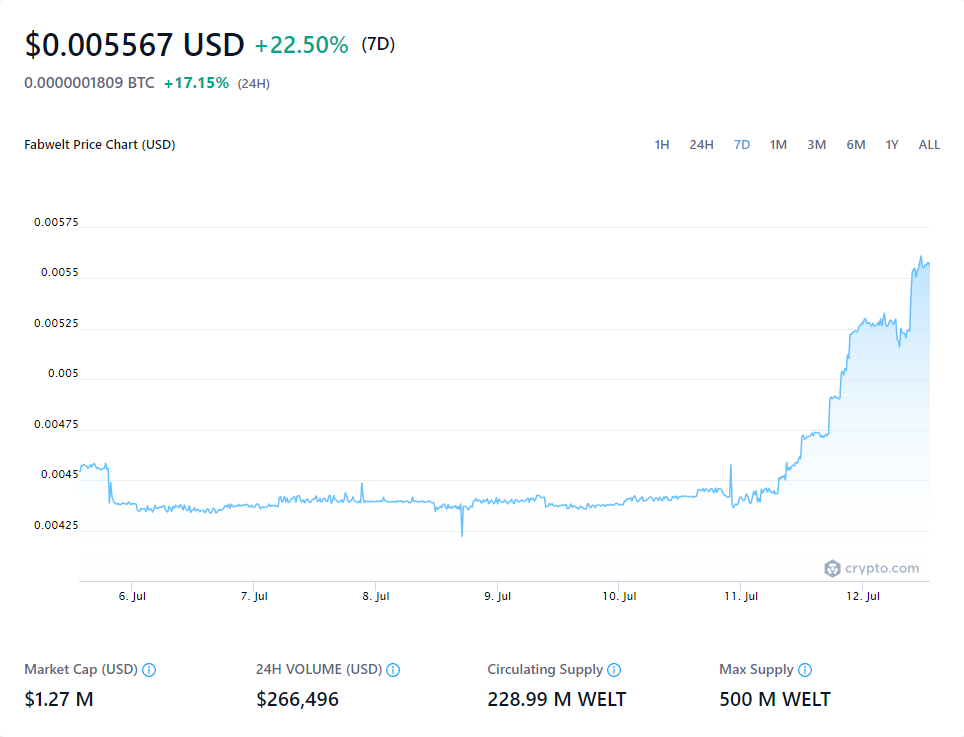 $0.005567 USD +22.50% (7D)
0.0000001809 BTC +17.15% (24H)
Fabwelt Price Chart (USD) 1H 24H 7D 1M 3M 6M 1Y ALL
0.00575
0.0055
0.00525
0.005
0.00475
0.0045
0.00425
crypto.com
6. Jul 7. Jul 8. Jul 9. Jul 10. Jul 11. Jul 12. Jul
Market Cap (USD) 24H VOLUME (USD) Circulating Supply Max Supply
$1.27 M $266,496 228.99 M WELT 500 M WELT